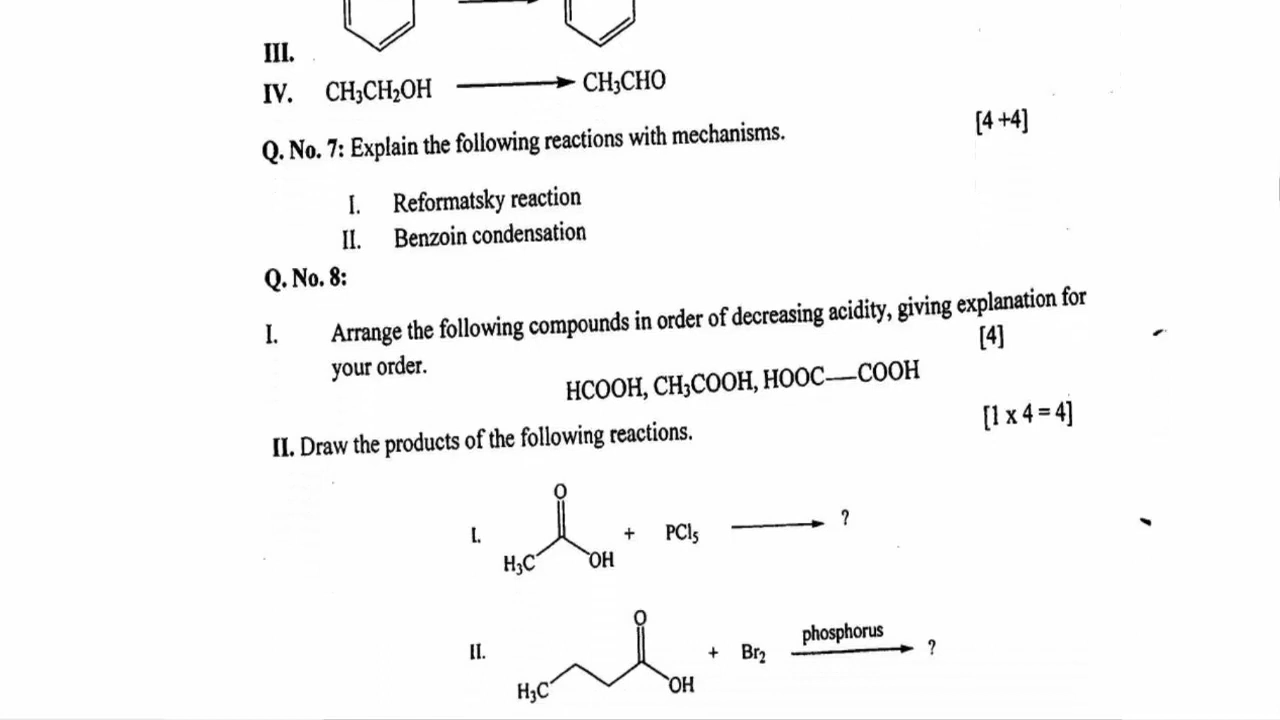 III.
IV. CH₃CH₂OH ⟶ CH₃CHO
Q. No. 7: Explain the following reactions with mechanisms. [4 +4]
I. Reformatsky reaction
II. Benzoin condensation
Q. No. 8:
I. Arrange the following compounds in order of decreasing acidity, giving explanation for
your order. [4]
HCOOH, CH₃COOH, HOOC—COOH
II. Draw the products of the following reactions. [1 x 4 = 4]
O
I. H₃C OH + PCl₅ ⟶ ?
O
phosphorus
II. H₃C OH + Br₂ ⟶ ?